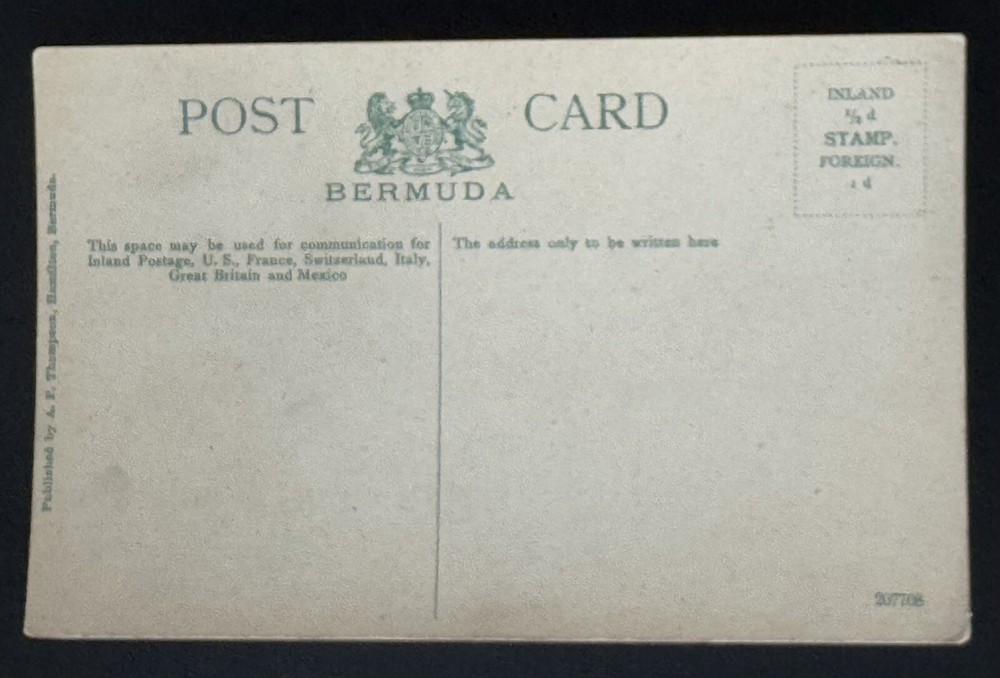 POST CARD
BERMUDA
INLAND
½ d
STAMP.
FOREIGN.
1 d
This space may be used for communication for
Inland Postage, U. S., France, Switzerland, Italy,
Great Britain and Mexico
The address only to be written here
Published by A. F. Thompson, Hamilton, Bermuda.
207708